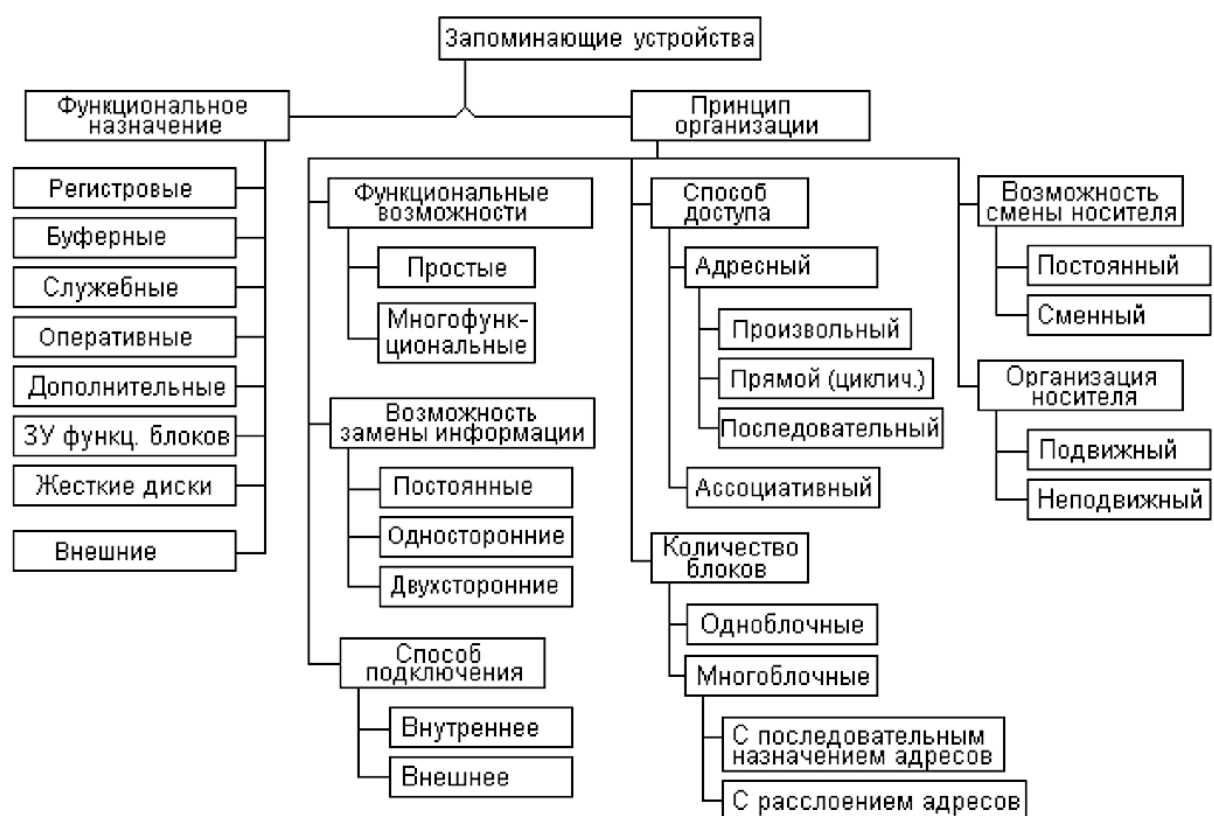 Запоминающие устройства
Функциональное
назначение
Регистровые
Буферные
Служебные
Оперативные
Дополнительные
ЗУ функц. блоков
Жесткие диски
Внешние
Принцип
организации
Функциональные
возможности
Простые
Многофунк-
циональные
Возможность
замены информации
Постоянные
Односторонние
Двухсторонние
Способ
подключения
Внутреннее
Внешнее
Способ
доступа
Адресный
Произвольный
Прямой (циклич.)
Последовательный
Ассоциативный
Количество
блоков
Одноблочные
Многоблочные
С последовательным
назначением адресов
С расслоением адресов
Возможность
смены носителя
Постоянный
Сменный
Организация
носителя
Подвижный
Неподвижный